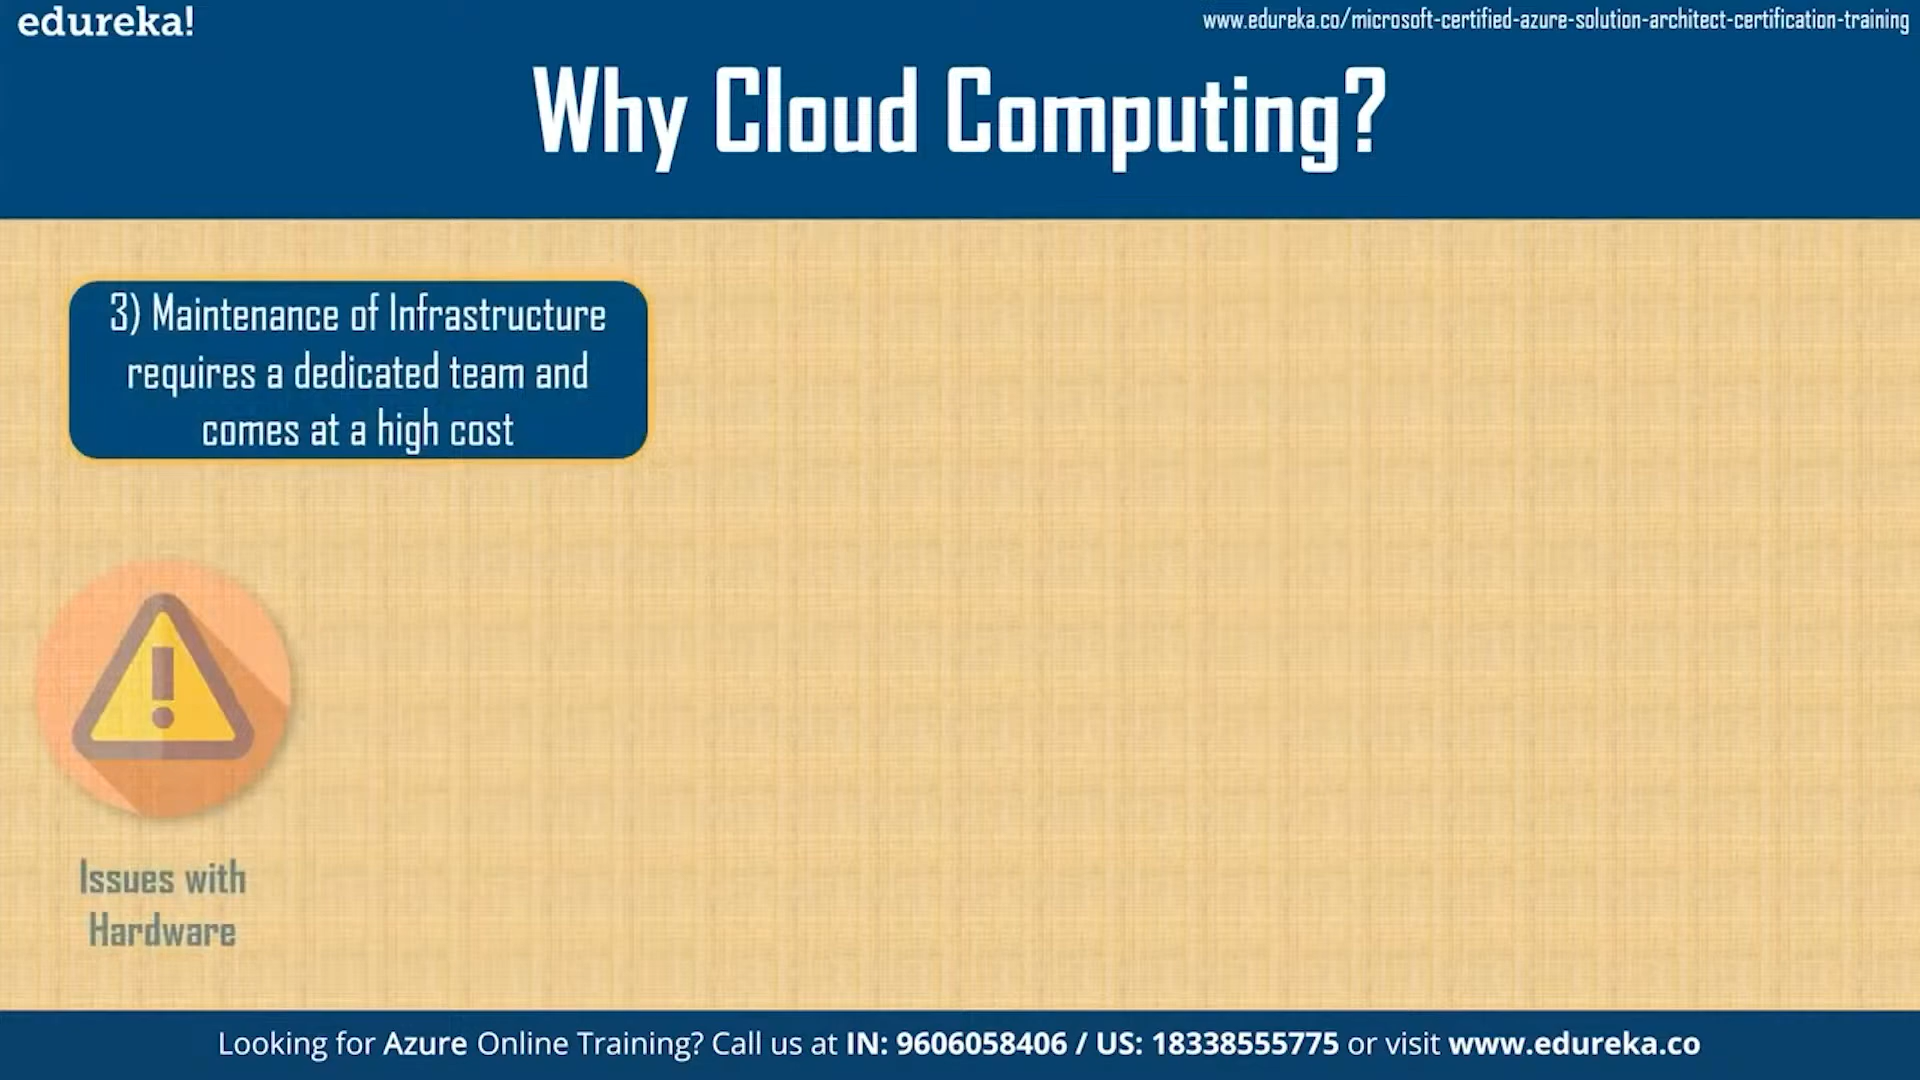 edureka!
www.edureka.co/microsoft-certified-azure-solution-architect-certification-training
Why Cloud Computing?
3) Maintenance of Infrastructure
requires a dedicated team and
comes at a high cost
Issues with
Hardware
Looking for Azure Online Training? Call us at IN: 9606058406 / US: 18338555775 or visit www.edureka.co